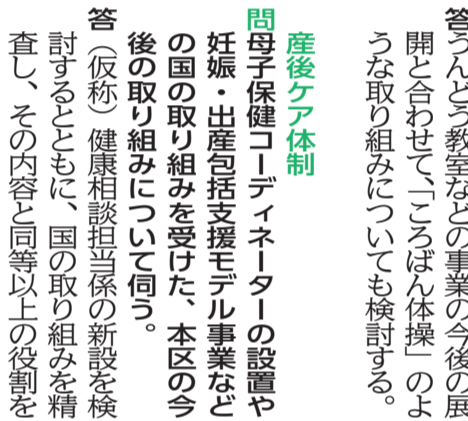 答うんどう教室などの事業の今後の展
開と合わせて、「ころばん体操」のよ
うな取り組みについても検討する。
産後ケア体制
問母子保健コーディネーターの設置や
妊娠・出産包括支援モデル事業など
の国の取り組みを受けた、本区の今
後の取り組みについて伺う。
答（仮称）健康相談担当係の新設を検
討するとともに、国の取り組みを精
査し、その内容と同等以上の役割を